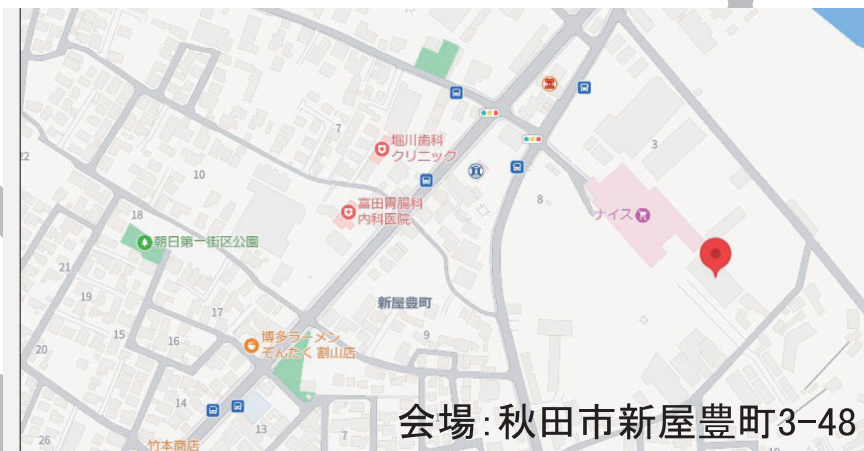 堀川歯科
クリニック
7
3
22
10
富田胃腸科
内科医院
8
ナイス
18
朝日第一街区公園
21
19
新屋豊町
17
15
16
博多ラーメン
ぞんたく 割山店
9
20
14
13
7
会場:秋田市新屋豊町3-48
26
竹本商店
10